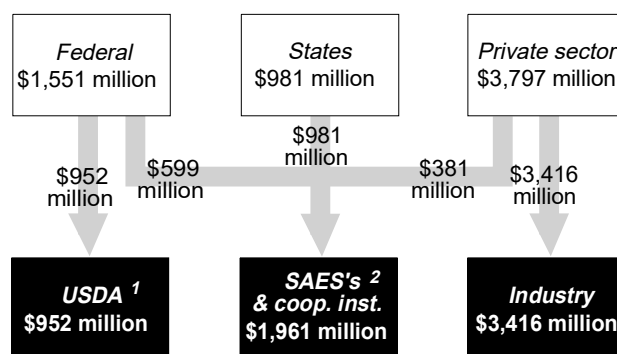 Federal
$1,551 million
States
$981 million
Private sector
$3,797 million
$952
million
$599
million
$981
million
$381
million
$3,416
million
USDA 1
$952 million
SAES's 2
& coop. inst.
$1,961 million
Industry
$3,416 million